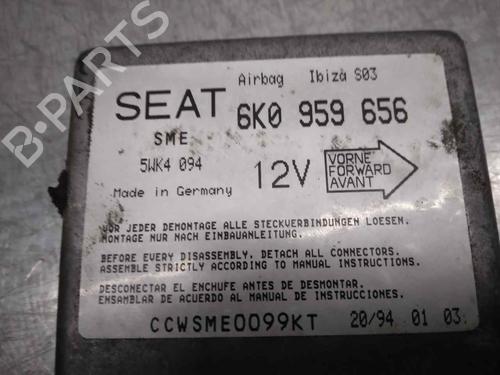 Airbag Ibiza S03
SEAT 6K0 959 656
SME
5WK4 094
12V
VORNE
FORWARD
AVANT
Made in Germany
VOR JEDER DEMONTAGE ALLE STECKVERBINDUNGEN LOESEN.
MONTAGE NUR NACH EINBAUANLEITUNG.
BEFORE EVERY DISASSEMBLY. DETACH ALL CONNECTORS.
ASSEMBLE STRICTLY ACCORDING TO MANUAL INSTRUCTIONS.
DESCONECTAR EL ENCHUFE ANTES DE DESMONTAR.
ENSAMBLAR DE ACUERDO AL MANUAL DE INSTRUCCIONES.
CCWSME0099KT 20/94 01 03
B-PARTS